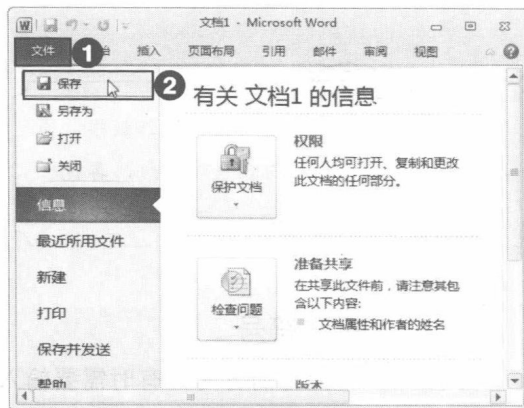 文档1 - Microsoft Word
文件 1 插入 页面布局 引用 邮件 审阅 视图
保存 2
另存为
打开
关闭
信息
最近所用文件
新建
打印
保存并发送
帮助
有关 文档1 的信息
保护文档
权限
任何人均可打开、复制和更改
此文档的任何部分。
检查问题
准备共享
在共享此文件前，请注意其包
含以下内容:
文档属性和作者的姓名
版本